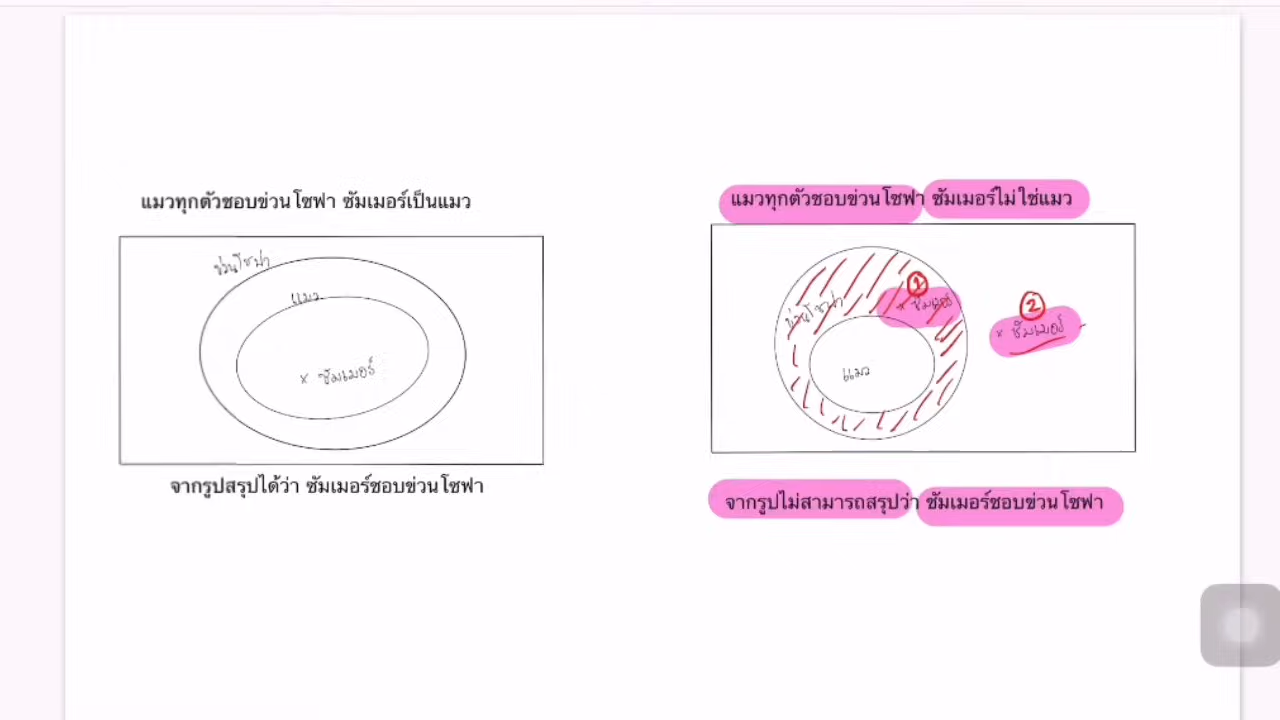 แมวทุกตัวชอบข่วนโซฟา ซัมเมอร์เป็นแมว
ข่วนโซฟา
แมว
× ซัมเมอร์
จากรูปสรุปได้ว่า ซัมเมอร์ชอบข่วนโซฟา
แมวทุกตัวชอบข่วนโซฟา ซัมเมอร์ไม่ใช่แมว
1
× ซัมเมอร์
ข่วนโซฟา
แมว
2
× ซัมเมอร์
จากรูปไม่สามารถสรุปว่า ซัมเมอร์ชอบข่วนโซฟา